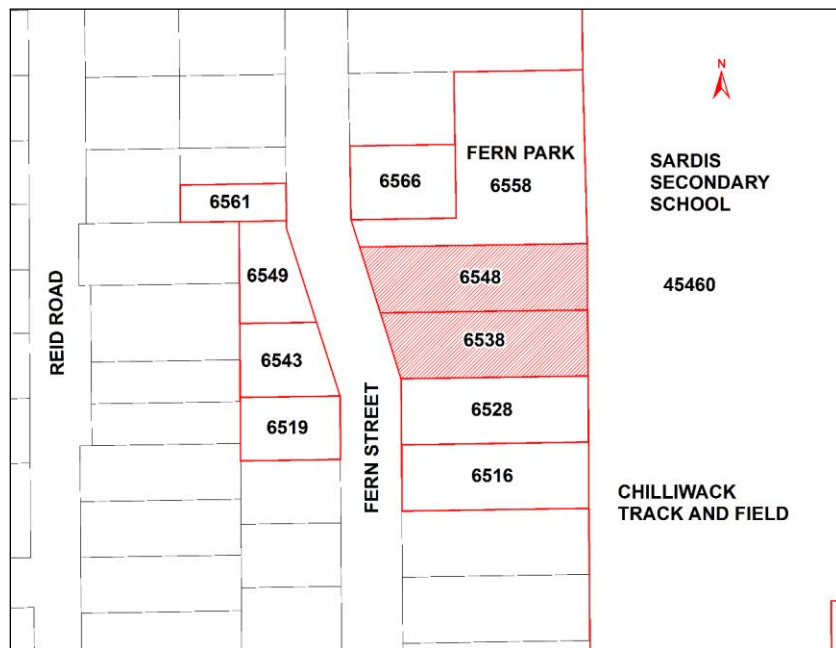 N
FERN PARK
6558
SARDIS
SECONDARY
SCHOOL
6566
6561
6549
6548
45460
REID ROAD
6538
6543
6519
FERN STREET
6528
6516
CHILLIWACK
TRACK AND FIELD